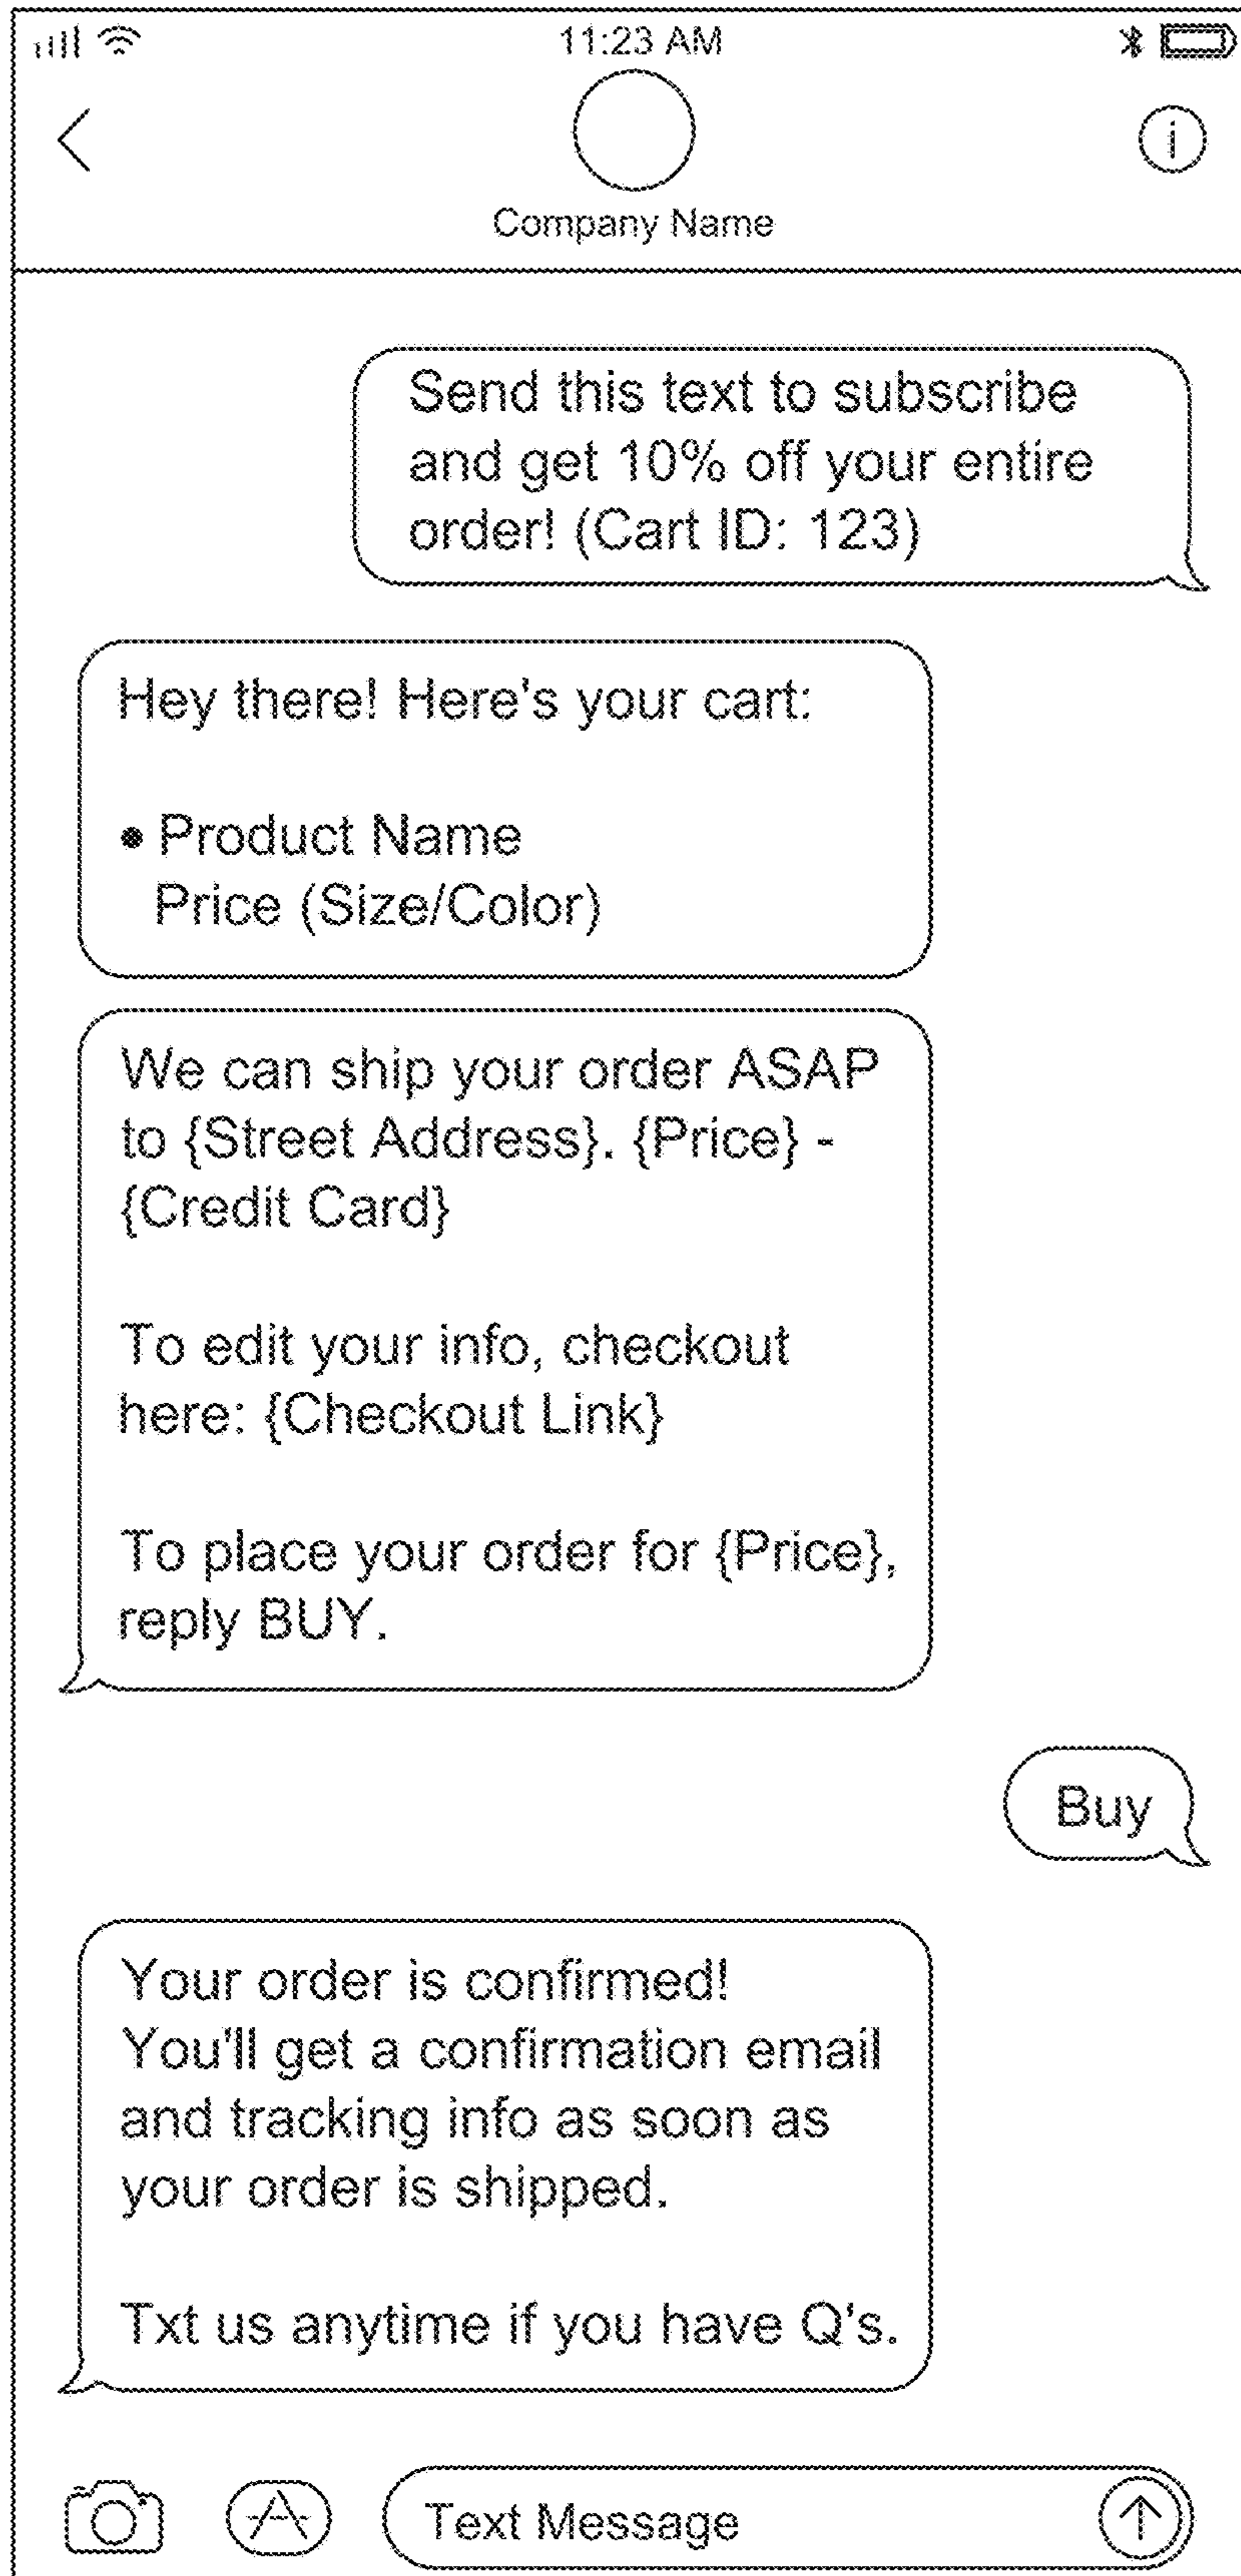 11:23 AM
i
Company Name
Send this text to subscribe
and get 10% off your entire
order! (Cart ID: 123)
Hey there! Here's your cart:
• Product Name
Price (Size/Color)
We can ship your order ASAP
to {Street Address}. {Price} -
{Credit Card}
To edit your info, checkout
here: {Checkout Link}
To place your order for {Price},
reply BUY.
Buy
Your order is confirmed!
You'll get a confirmation email
and tracking info as soon as
your order is shipped.
Txt us anytime if you have Q's.
Text Message